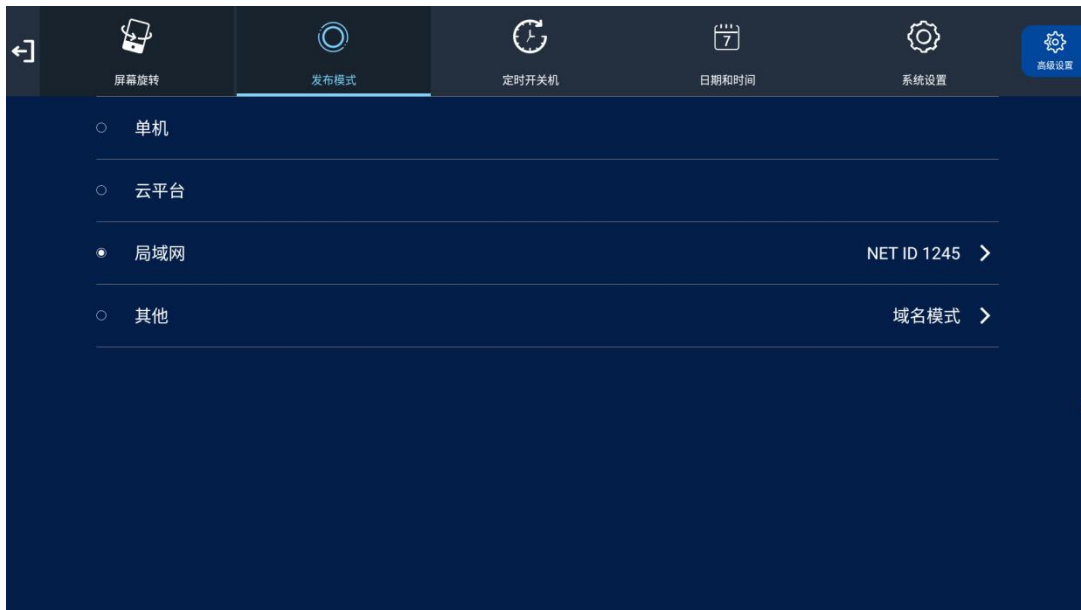 屏幕旋转
发布模式
定时开关机
7
日期和时间
系统设置
高级设置
单机
云平台
局域网 NET ID 1245
其他 域名模式